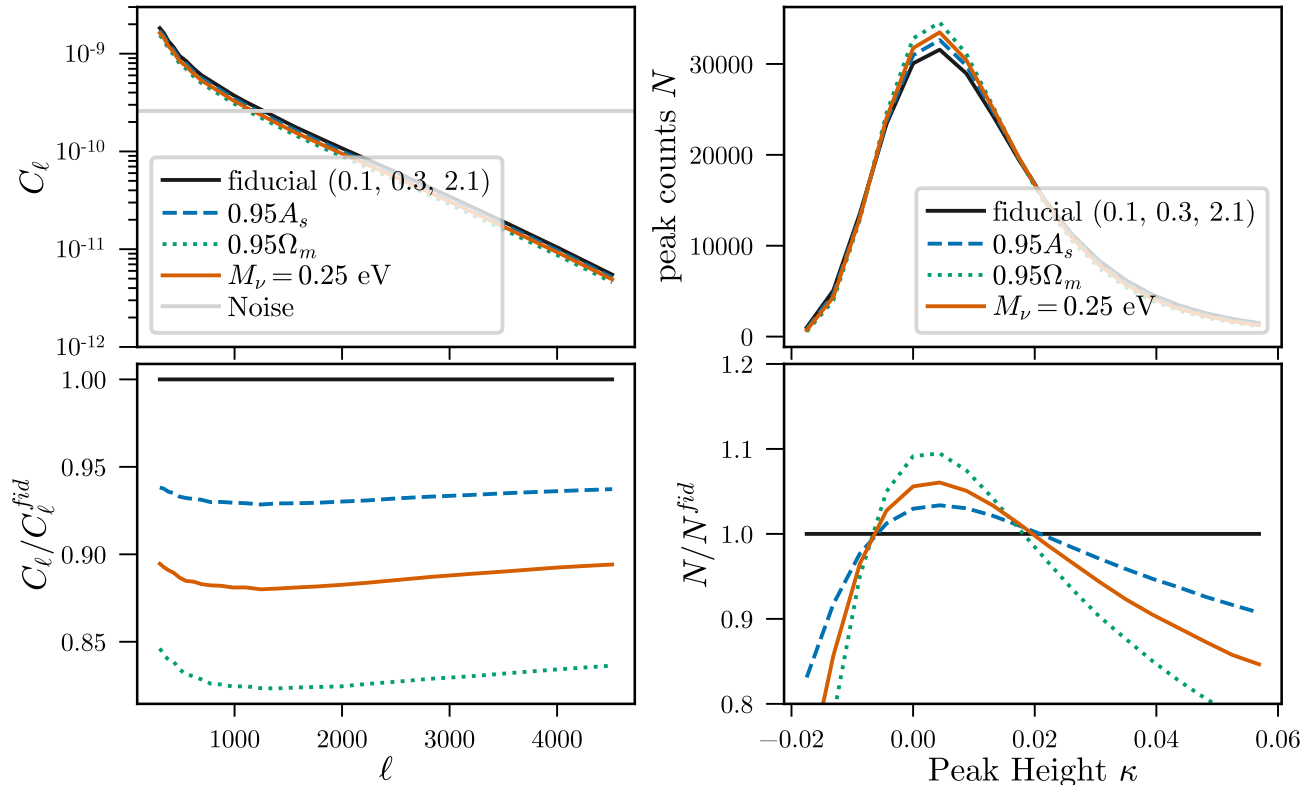 10⁻⁹
10⁻¹⁰
10⁻¹¹
10⁻¹²
C_ℓ
fiducial (0.1, 0.3, 2.1)
0.95A_s
0.95Ω_m
M_ν = 0.25 eV
Noise
30000
20000
10000
0
peak counts N
fiducial (0.1, 0.3, 2.1)
0.95A_s
0.95Ω_m
M_ν = 0.25 eV
1.00
0.95
0.90
0.85
C_ℓ/C_ℓ^{fid}
1000 2000 3000 4000
ℓ
1.2
1.1
1.0
0.9
0.8
N/N^{fid}
−0.02 0.00 0.02 0.04 0.06
Peak Height κ